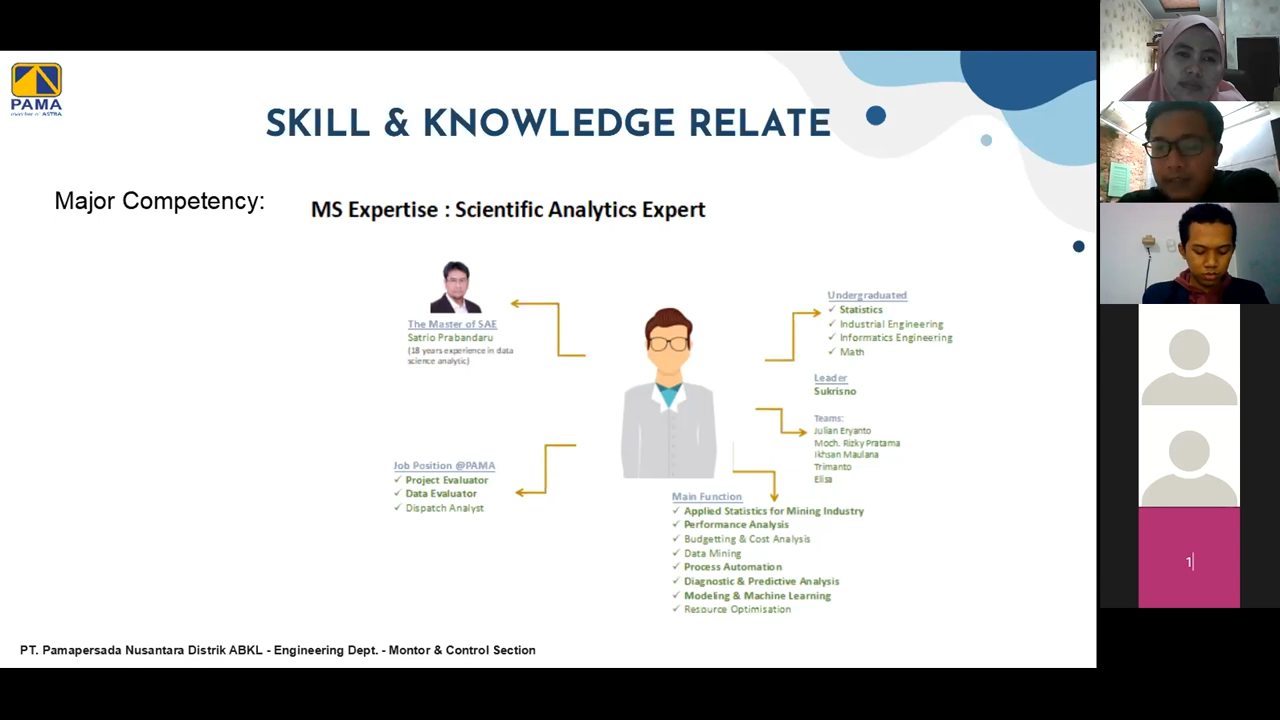 PAMA
member of ASTRA
SKILL & KNOWLEDGE RELATE
Major Competency:
MS Expertise : Scientific Analytics Expert
The Master of SAE
Satrio Prabandaru
(18 years experience in data
science analytic)
Undergraduated
✓ Statistics
✓ Industrial Engineering
✓ Informatics Engineering
✓ Math
Leader
Sukrisno
Teams:
Julian Eryanto
Moch. Rizky Pratama
Ikhsan Maulana
Trimanto
Elisa
Job Position @PAMA
✓ Project Evaluator
✓ Data Evaluator
✓ Dispatch Analyst
Main Function
✓ Applied Statistics for Mining Industry
✓ Performance Analysis
✓ Budgetting & Cost Analysis
✓ Data Mining
✓ Process Automation
✓ Diagnostic & Predictive Analysis
✓ Modeling & Machine Learning
✓ Resource Optimisation
PT. Pamapersada Nusantara Distrik ABKL - Engineering Dept. - Montor & Control Section
1